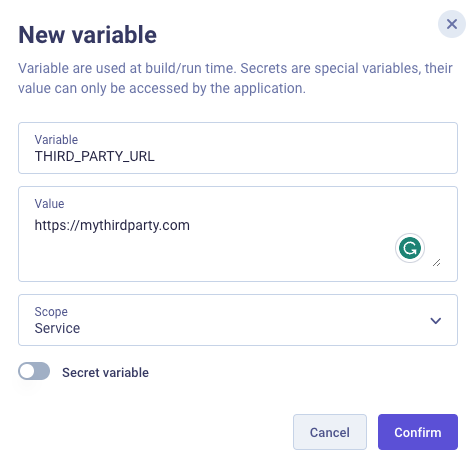 New variable
Variable are used at build/run time. Secrets are special variables, their
value can only be accessed by the application.
Variable
THIRD_PARTY_URL
Value
https://mythirdparty.com
Scope
Service
Secret variable
Cancel
Confirm